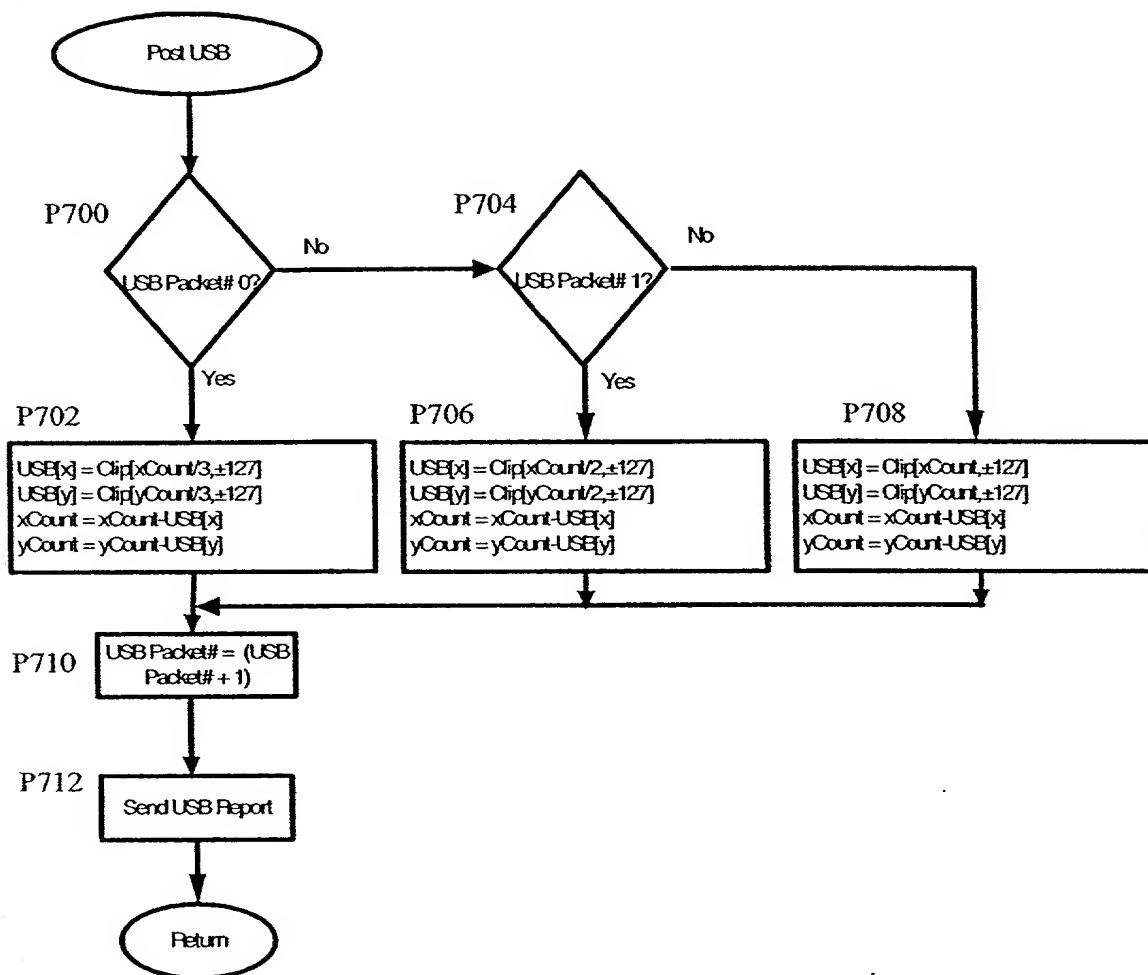 Post USB
P700
USB Packet# 0?
No
P704
USB Packet# 1?
No
Yes
Yes
P702
USB[x] = Clip[xCount/3,±127]
USB[y] = Clip[yCount/3,±127]
xCount = xCount-USB[x]
yCount = yCount-USB[y]
P706
USB[x] = Clip[xCount/2,±127]
USB[y] = Clip[yCount/2,±127]
xCount = xCount-USB[x]
yCount = yCount-USB[y]
P708
USB[x] = Clip[xCount,±127]
USB[y] = Clip[yCount,±127]
xCount = xCount-USB[x]
yCount = yCount-USB[y]
P710
USB Packet# = (USB
Packet# + 1)
P712
Send USB Report
Return